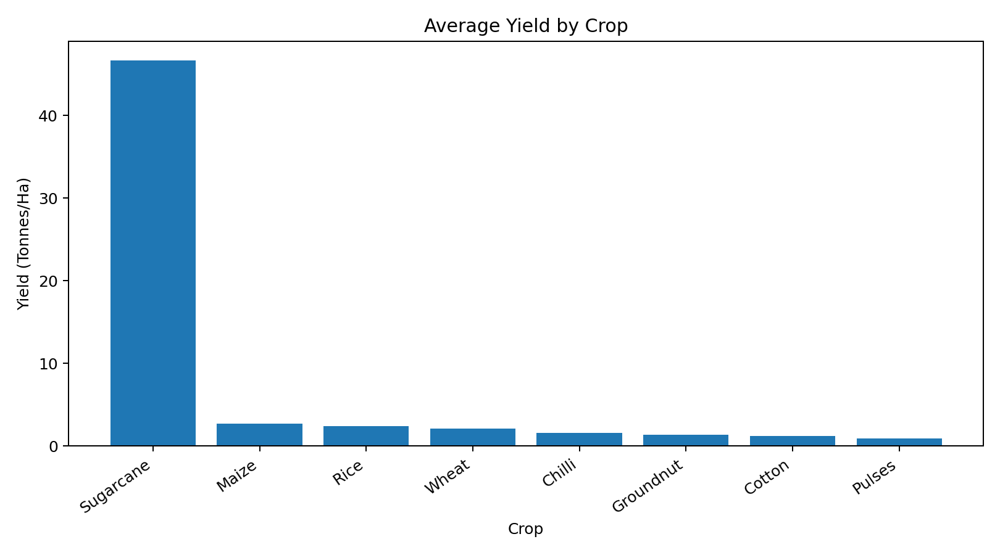 Average Yield by Crop
Yield (Tonnes/Ha)
40
30
20
10
0
Sugarcane
Maize
Rice
Wheat
Chilli
Groundnut
Cotton
Pulses
Crop